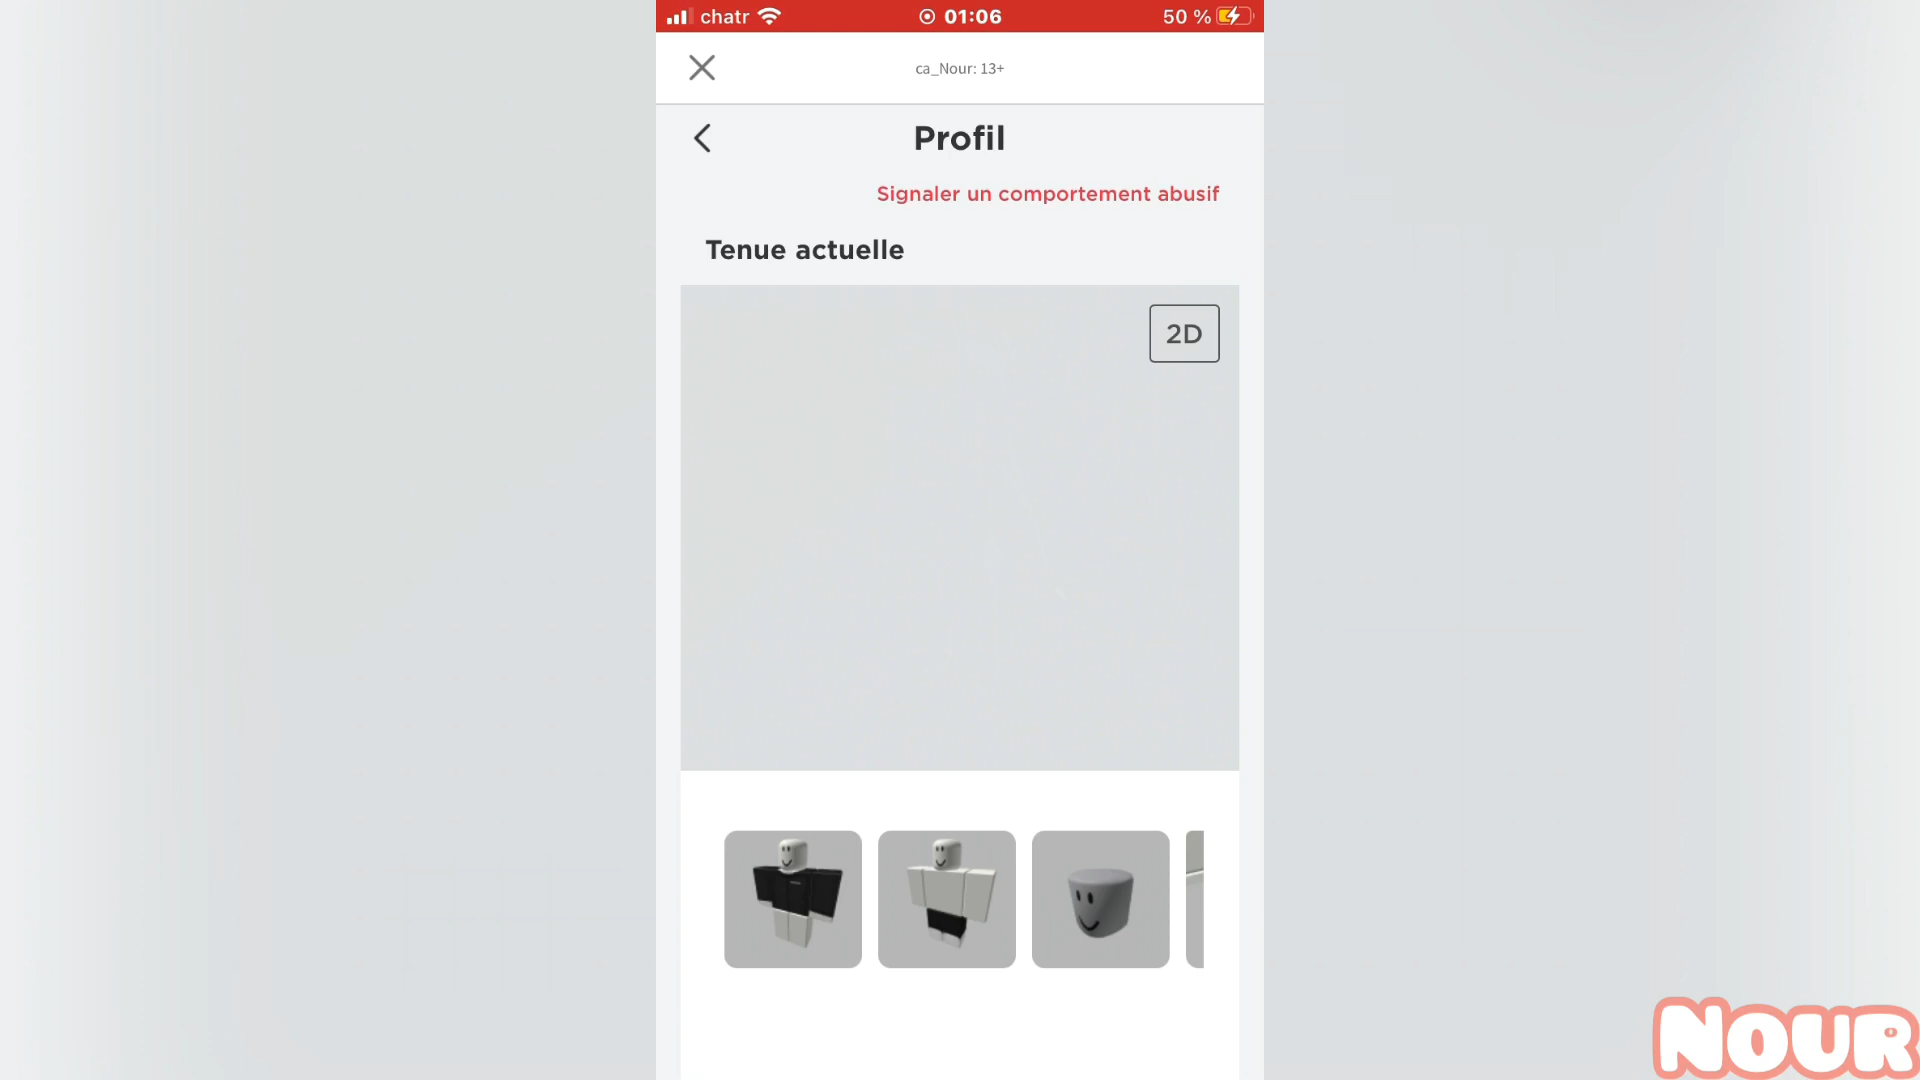 chatr 01:06 50 %
ca_Nour: 13+
Profil
Signaler un comportement abusif
Tenue actuelle
2D
NOUR